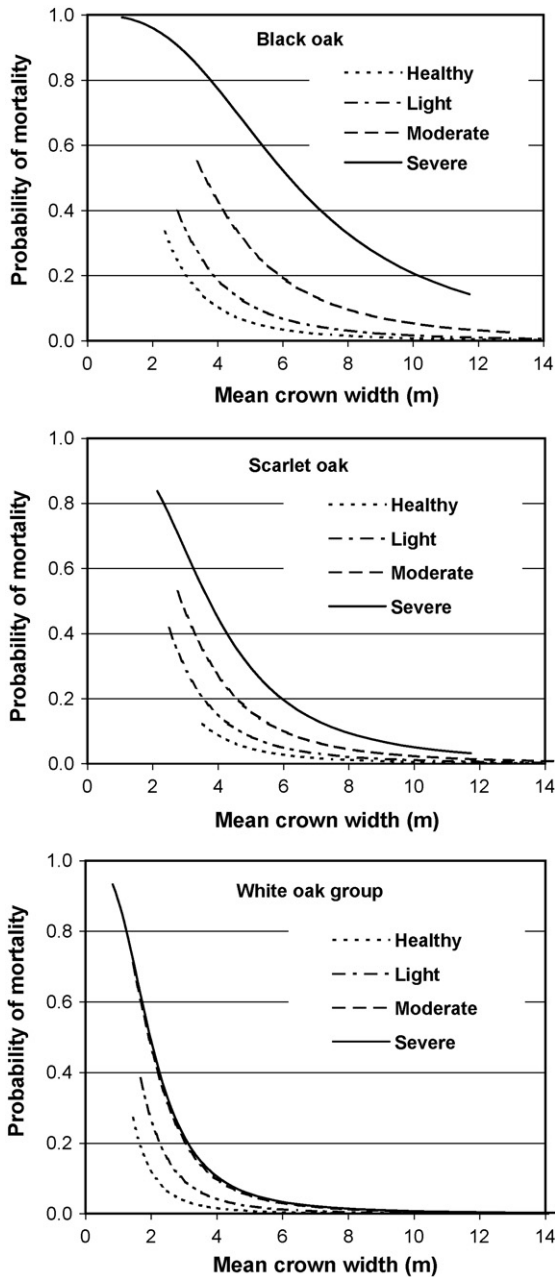 Black oak
Healthy
Light
Moderate
Severe
Probability of mortality
1.0
0.8
0.6
0.4
0.2
0.0
0 2 4 6 8 10 12 14
Mean crown width (m)
Scarlet oak
Healthy
Light
Moderate
Severe
Probability of mortality
1.0
0.8
0.6
0.4
0.2
0.0
0 2 4 6 8 10 12 14
Mean crown width (m)
White oak group
Healthy
Light
Moderate
Severe
Probability of mortality
1.0
0.8
0.6
0.4
0.2
0.0
0 2 4 6 8 10 12 14
Mean crown width (m)